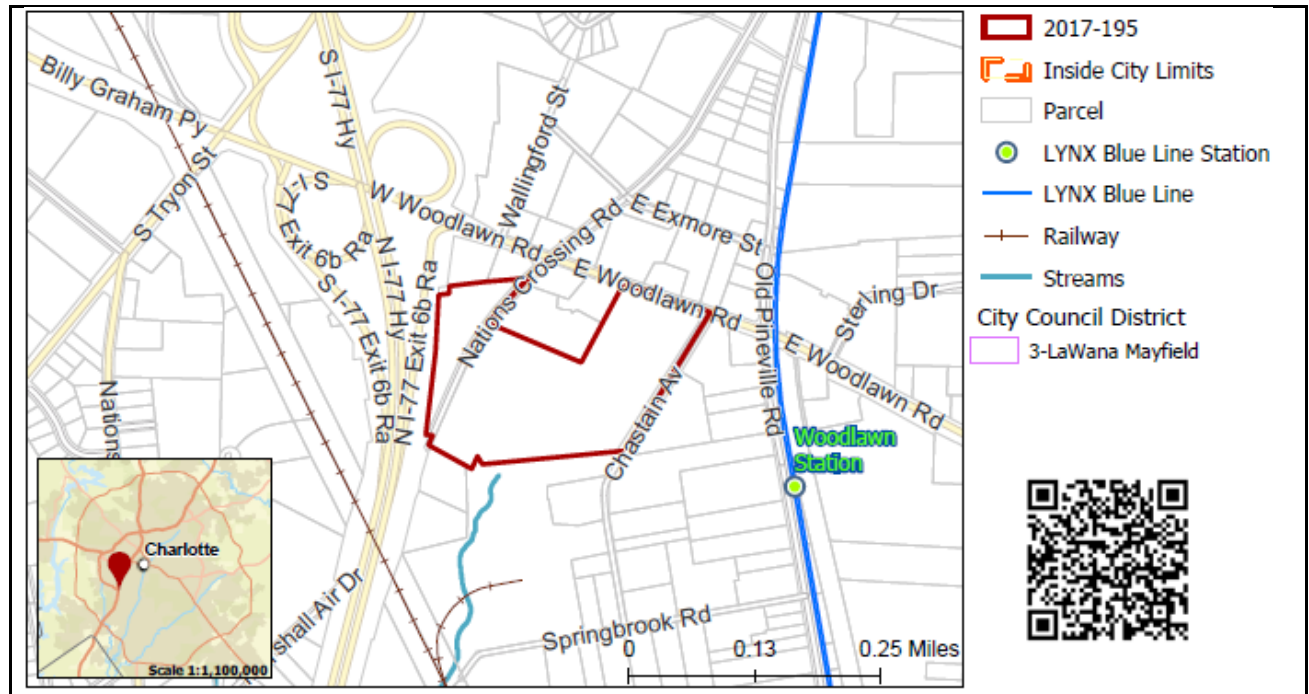 Billy Graham Py
S I-77 Hy
S Tryon St
S I-77
Exit 6b Ra
S I-77 Exit 6b Ra
N I-77 Hy
N I-77 Exit 6b Ra
W Woodlawn Rd
Wallingford St
Nations Crossing Rd
E Exmore St
E Woodlawn Rd
Nations Crossing Rd
Old Pineville Rd
Sterling Dr
E Woodlawn Rd
Chastain Av
Nations
Woodlawn
Station
Springbrook Rd
shall Air Dr
0
0.13
0.25 Miles
Charlotte
Scale 1:1,100,000
2017-195
Inside City Limits
Parcel
LYNX Blue Line Station
LYNX Blue Line
Railway
Streams
City Council District
3-LaWana Mayfield